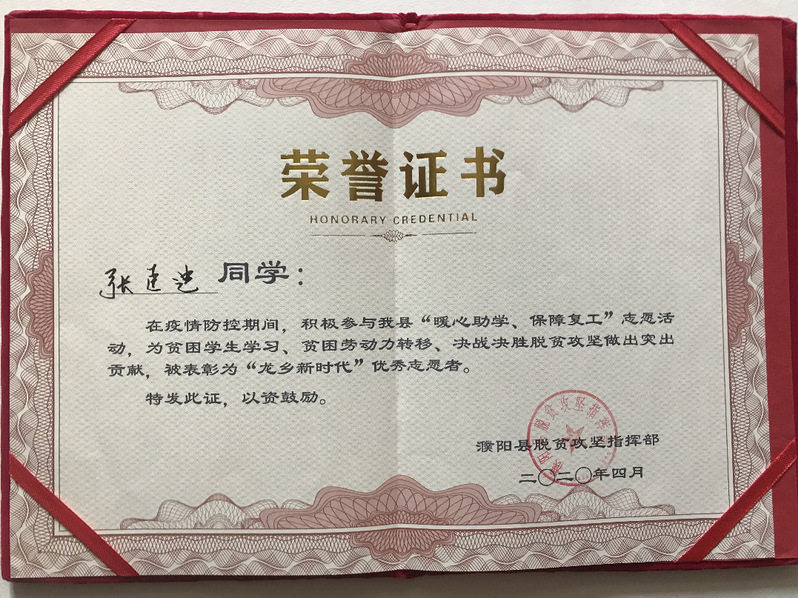 荣誉证书
HONORARY CREDENTIAL
张建忠 同学：
在疫情防控期间，积极参与我县“暖心助学、保障复工”志愿活
动，为贫困学生学习、贫困劳动力转移、决战决胜脱贫攻坚做出突出
贡献，被表彰为“龙乡新时代”优秀志愿者。
特发此证，以资鼓励。
濮阳县脱贫攻坚指挥部
二〇二〇年四月